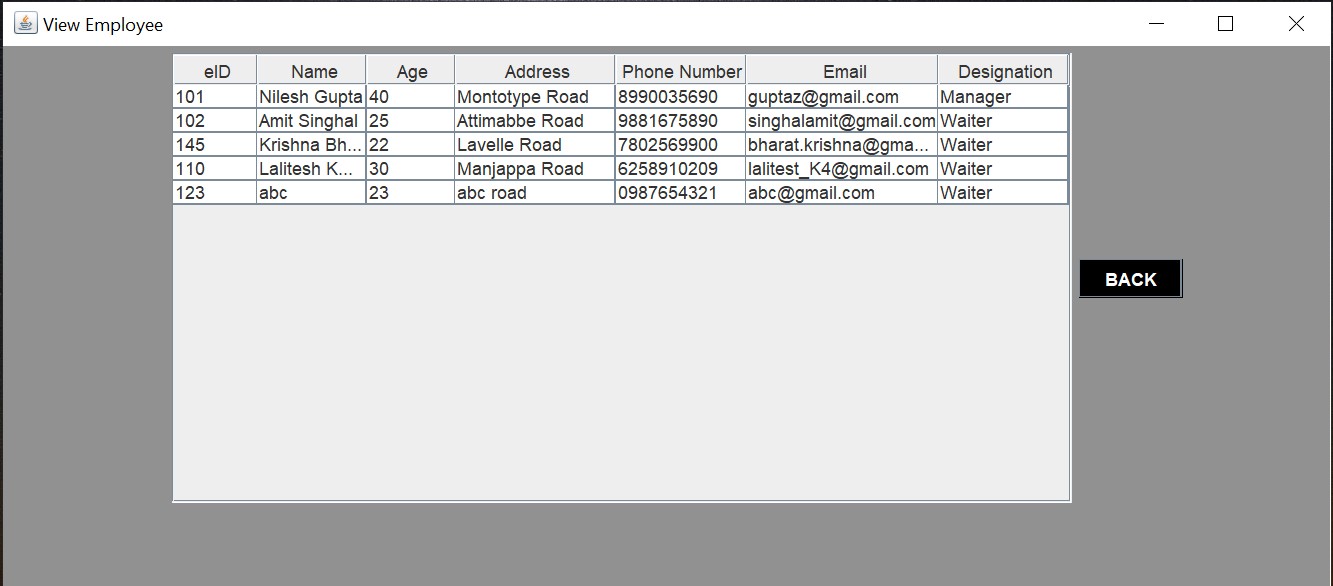 View Employee
eID Name Age Address Phone Number Email Designation
101 Nilesh Gupta 40 Montotype Road 8990035690 guptaz@gmail.com Manager
102 Amit Singhal 25 Attimabbe Road 9881675890 singhalamit@gmail.com Waiter
145 Krishna Bh... 22 Lavelle Road 7802569900 bharat.krishna@gma... Waiter
110 Lalitesh K... 30 Manjappa Road 6258910209 lalitest_K4@gmail.com Waiter
123 abc 23 abc road 0987654321 abc@gmail.com Waiter
BACK